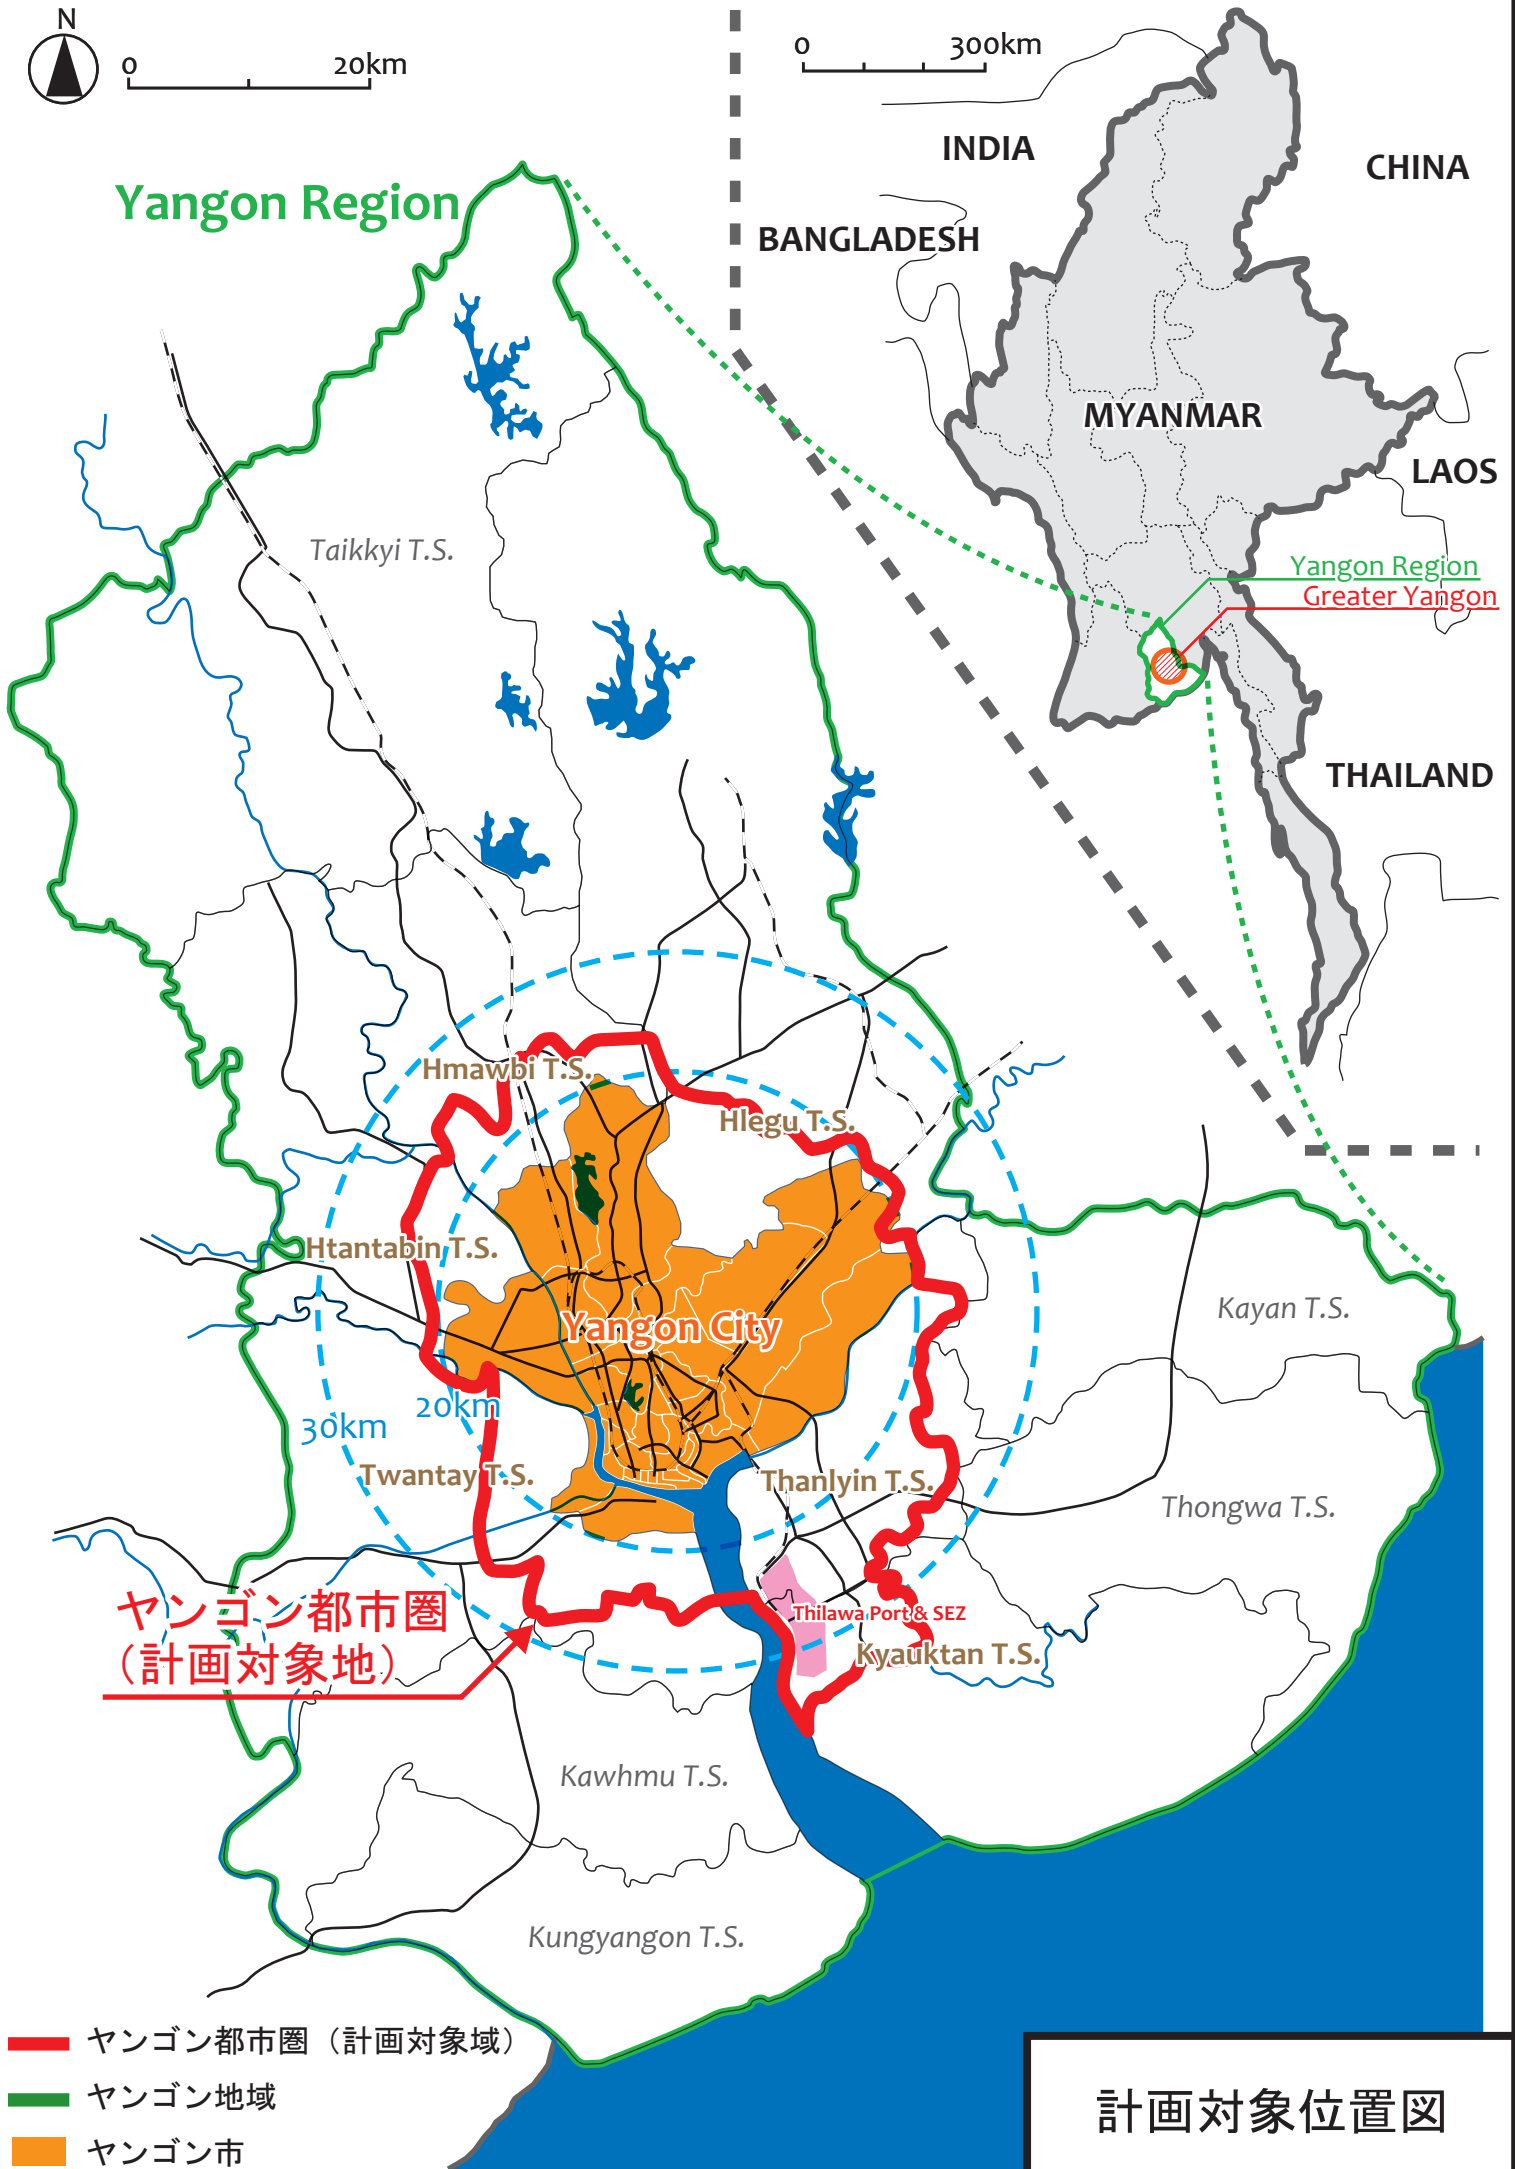 N
0 20km
0 300km
INDIA
CHINA
Yangon Region
BANGLADESH
MYANMAR
LAOS
Taikkyi T.S.
Yangon Region
Greater Yangon
THAILAND
Hmawbi T.S.
Hlegu T.S.
Htantabin T.S.
Kayan T.S.
Yangon City
20km
30km
Twantay T.S.
Thanlyin T.S.
Thongwa T.S.
ヤンゴン都市圏
（計画対象地）
Thilawa Port & SEZ
Kyauktan T.S.
Kawhmu T.S.
Kungyangon T.S.
ヤンゴン都市圏（計画対象域）
ヤンゴン地域
ヤンゴン市
計画対象位置図